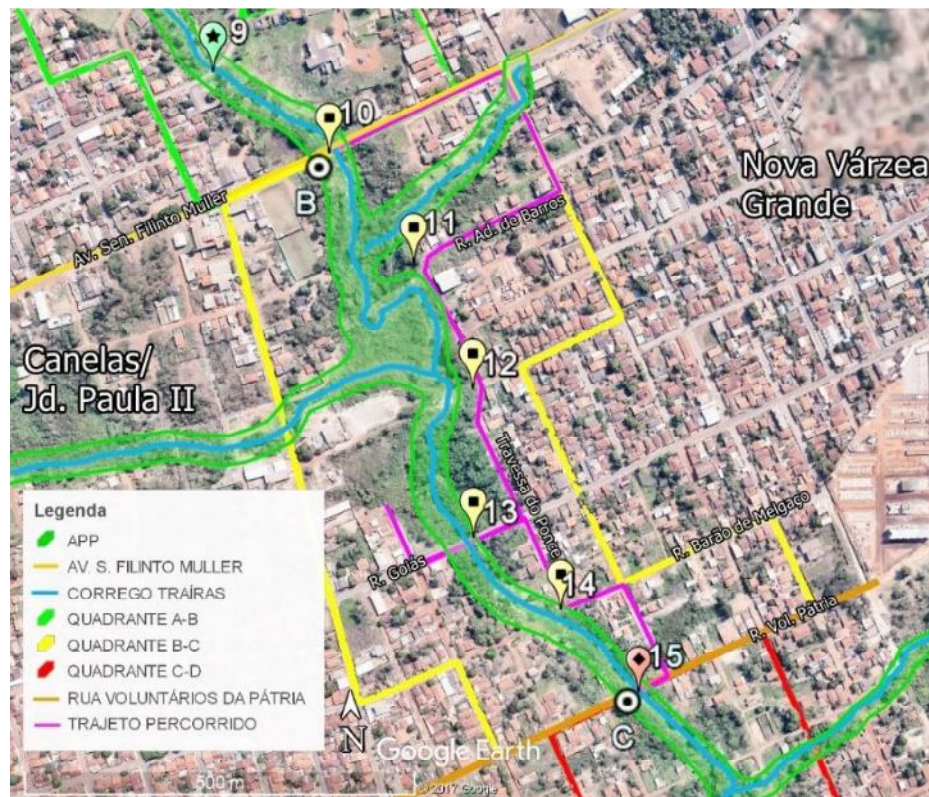 9
10
B
Nova Várzea
Grande
Av. Sen. Filinto Muller
11
R. Ad. de Barros
Canelas/
Jd. Paula II
12
Travessa do Ponce
13
R. Goiás
R. Barão de Melgaço
14
R. Vol. Pátria
15
C
Legenda
APP
AV. S. FILINTO MULLER
CORREGO TRAÍRAS
QUADRANTE A-B
QUADRANTE B-C
QUADRANTE C-D
RUA VOLUNTÁRIOS DA PÁTRIA
TRAJETO PERCORRIDO
N
Google Earth
500 m
© 2017 Google